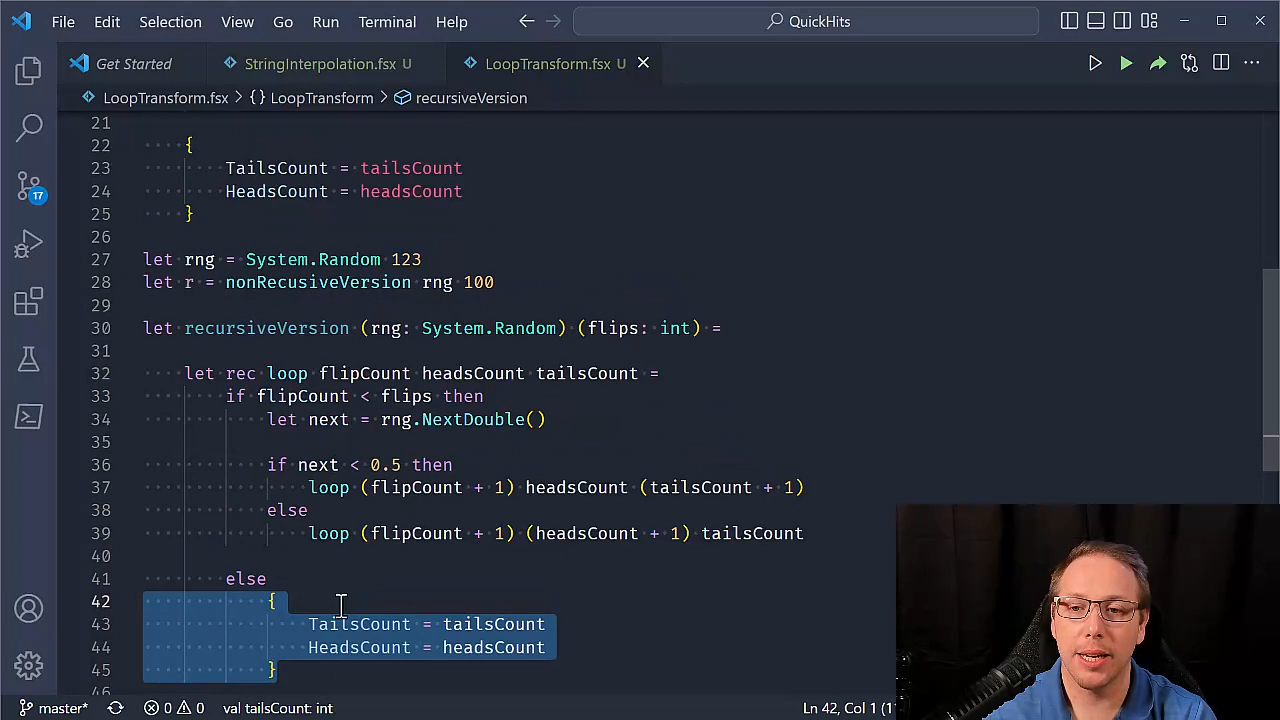 File Edit Selection View Go Run Terminal Help QuickHits
Get Started StringInterpolation.fsx U LoopTransform.fsx U
LoopTransform.fsx > {} LoopTransform > recursiveVersion
21
22 {
23 TailsCount = tailsCount
24 HeadsCount = headsCount
25 }
26
27 let rng = System.Random 123
28 let r = nonRecusiveVersion rng 100
29
30 let recursiveVersion (rng: System.Random) (flips: int) =
31
32 let rec loop flipCount headsCount tailsCount =
33 if flipCount < flips then
34 let next = rng.NextDouble()
35
36 if next < 0.5 then
37 loop (flipCount + 1) headsCount (tailsCount + 1)
38 else
39 loop (flipCount + 1) (headsCount + 1) tailsCount
40
41 else
42 {
43 TailsCount = tailsCount
44 HeadsCount = headsCount
45 }
46
17
master* 0 0 val tailsCount: int Ln 42, Col 1 (1